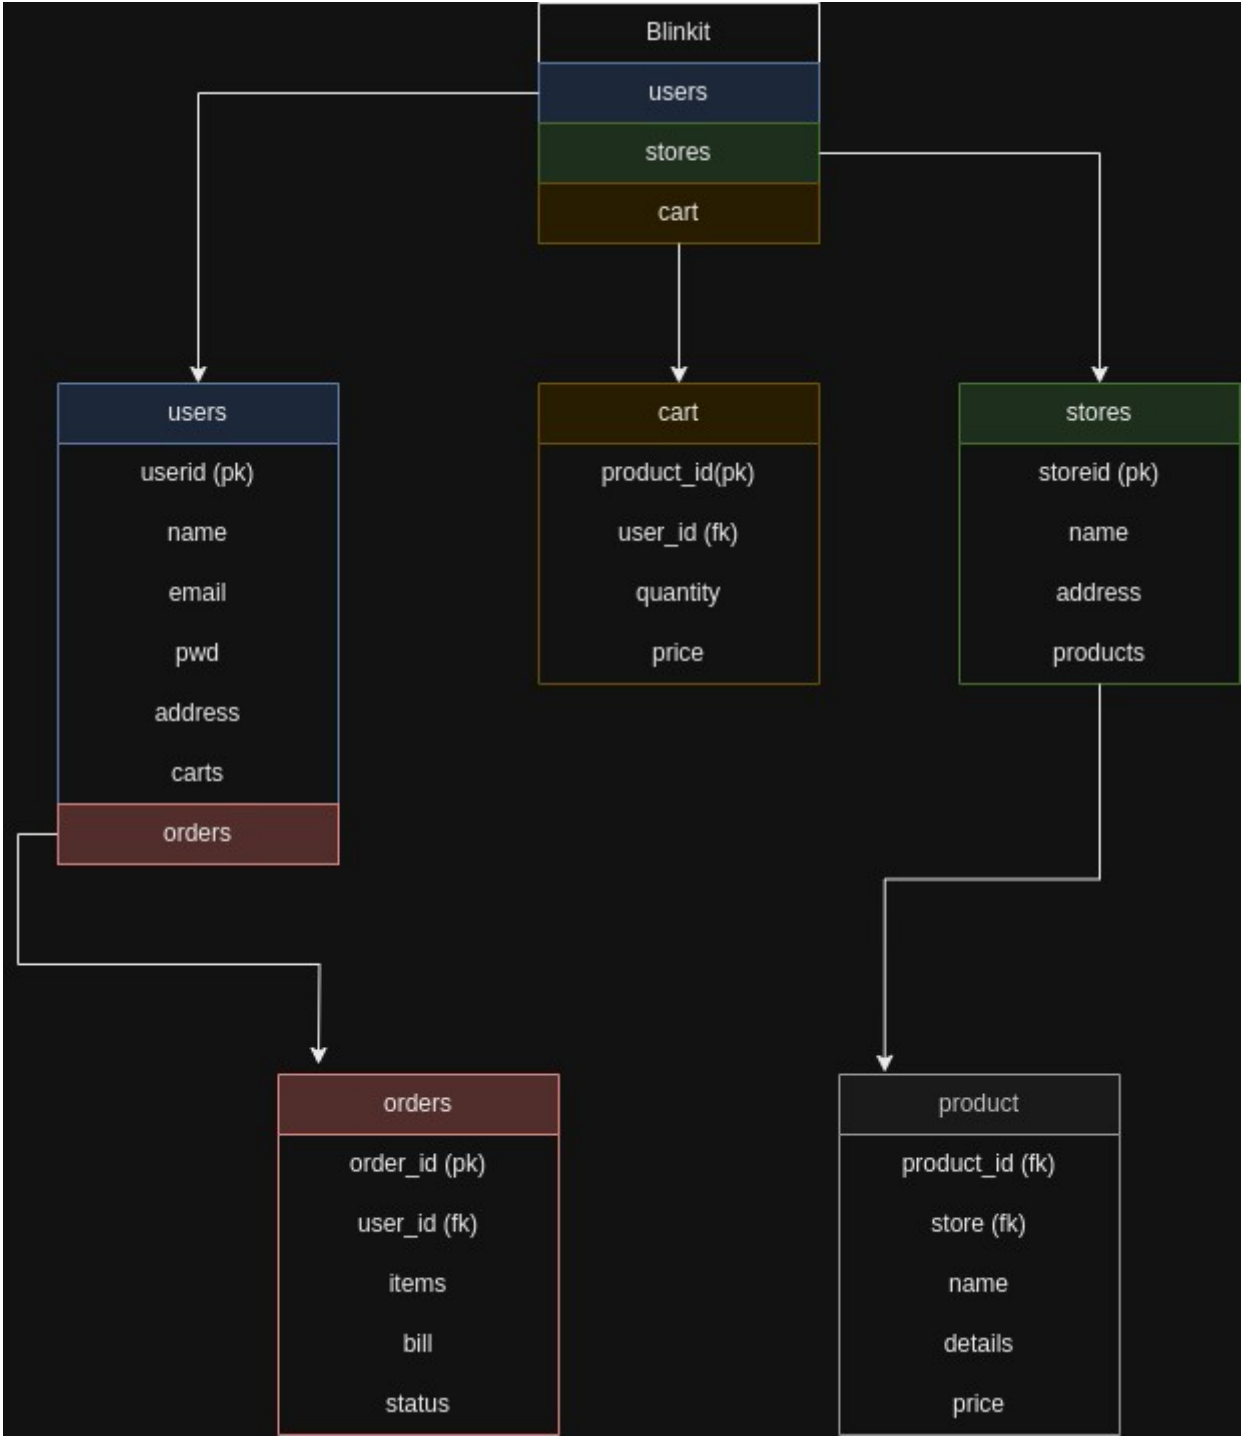 Blinkit
users
stores
cart
users
userid (pk)
name
email
pwd
address
carts
orders
cart
product_id(pk)
user_id (fk)
quantity
price
stores
storeid (pk)
name
address
products
orders
order_id (pk)
user_id (fk)
items
bill
status
product
product_id (fk)
store (fk)
name
details
price